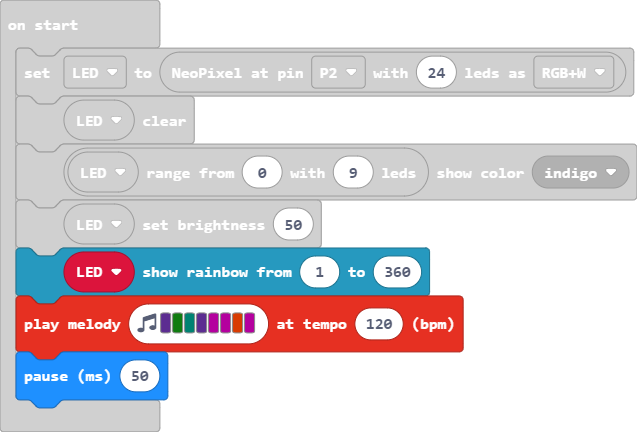 on start
set LED to NeoPixel at pin P2 with 24 leds as RGB+W
LED clear
LED range from 0 with 9 leds show color indigo
LED set brightness 50
LED show rainbow from 1 to 360
play melody at tempo 120 (bpm)
pause (ms) 50